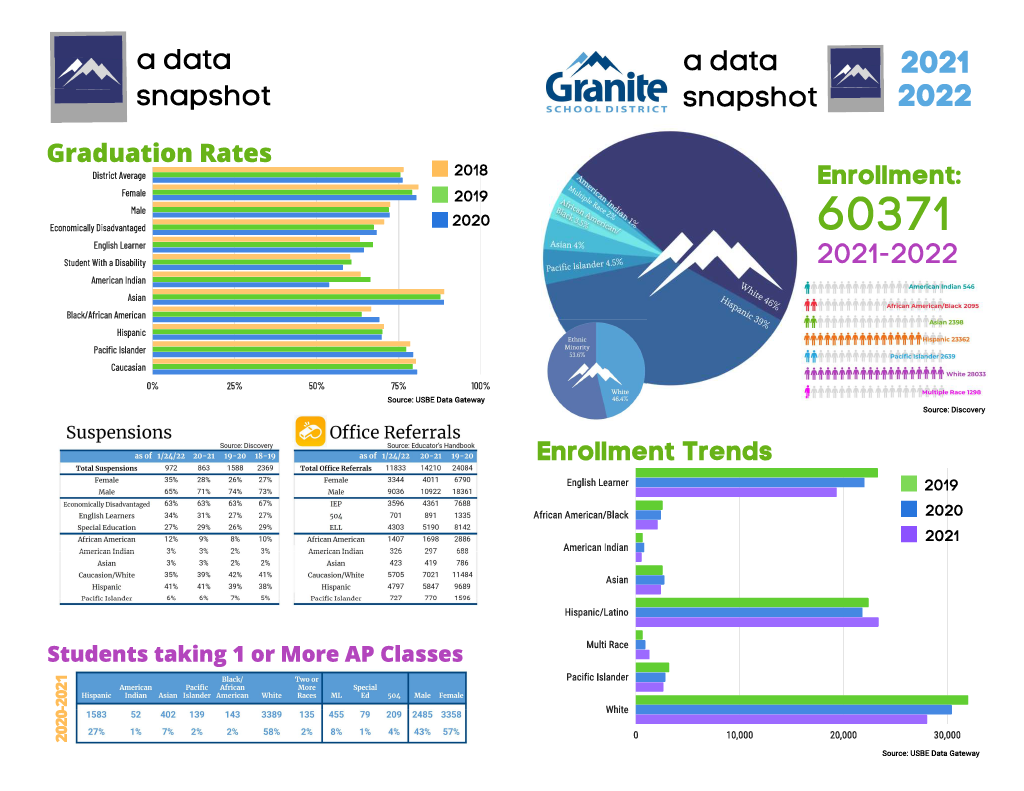 a data
snapshot
Graduation Rates
2018
2019
2020
District Average
Female
Male
Economically Disadvantaged
English Learner
Student With a Disability
American Indian
Asian
Black/African American
Hispanic
Pacific Islander
Caucasian
0% 25% 50% 75% 100%
Source: USBE Data Gateway
Suspensions
Source: Discovery
as of 1/24/22 20-21 19-20 18-19
Total Suspensions 972 863 1588 2369
Female 35% 28% 26% 27%
Male 65% 71% 74% 73%
Economically Disadvantaged 63% 63% 63% 67%
English Learners 34% 31% 27% 27%
Special Education 27% 29% 26% 29%
African American 12% 9% 8% 10%
American Indian 3% 3% 2% 3%
Asian 3% 3% 2% 2%
Caucasion/White 35% 39% 42% 41%
Hispanic 41% 41% 39% 38%
Pacific Islander 6% 6% 7% 5%
Office Referrals
Source: Educator's Handbook
as of 1/24/22 20-21 19-20
Total Office Referrals 11833 14210 24084
Female 3344 4011 6790
Male 9036 10922 18361
IEP 3596 4361 7688
504 701 891 1335
ELL 4303 5190 8142
African American 1407 1698 2886
American Indian 326 297 688
Asian 423 419 786
Caucasion/White 5705 7021 11484
Hispanic 4797 5847 9689
Pacific Islander 727 770 1596
Students taking 1 or More AP Classes
2020-2021
Hispanic American Indian Asian Pacific Islander Black/ African American White Two or More Races ML Special Ed 504 Male Female
1583 52 402 139 143 3389 135 455 79 209 2485 3358
27% 1% 7% 2% 2% 58% 2% 8% 1% 4% 43% 57%
Granite
SCHOOL DISTRICT
a data
snapshot
2021
2022
American Indian 1%
Multiple Race 2%
African American/
Black 3.5%
Asian 4%
Pacific Islander 4.5%
White 46%
Hispanic 39%
Ethnic
Minority
53.6%
White
46.4%
Enrollment:
60371
2021-2022
American Indian 546
African American/Black 2095
Asian 2398
Hispanic 23362
Pacific Islander 2639
White 28033
Multiple Race 1298
Source: Discovery
Enrollment Trends
2019
2020
2021
English Learner
African American/Black
American Indian
Asian
Hispanic/Latino
Multi Race
Pacific Islander
White
0 10,000 20,000 30,000
Source: USBE Data Gateway